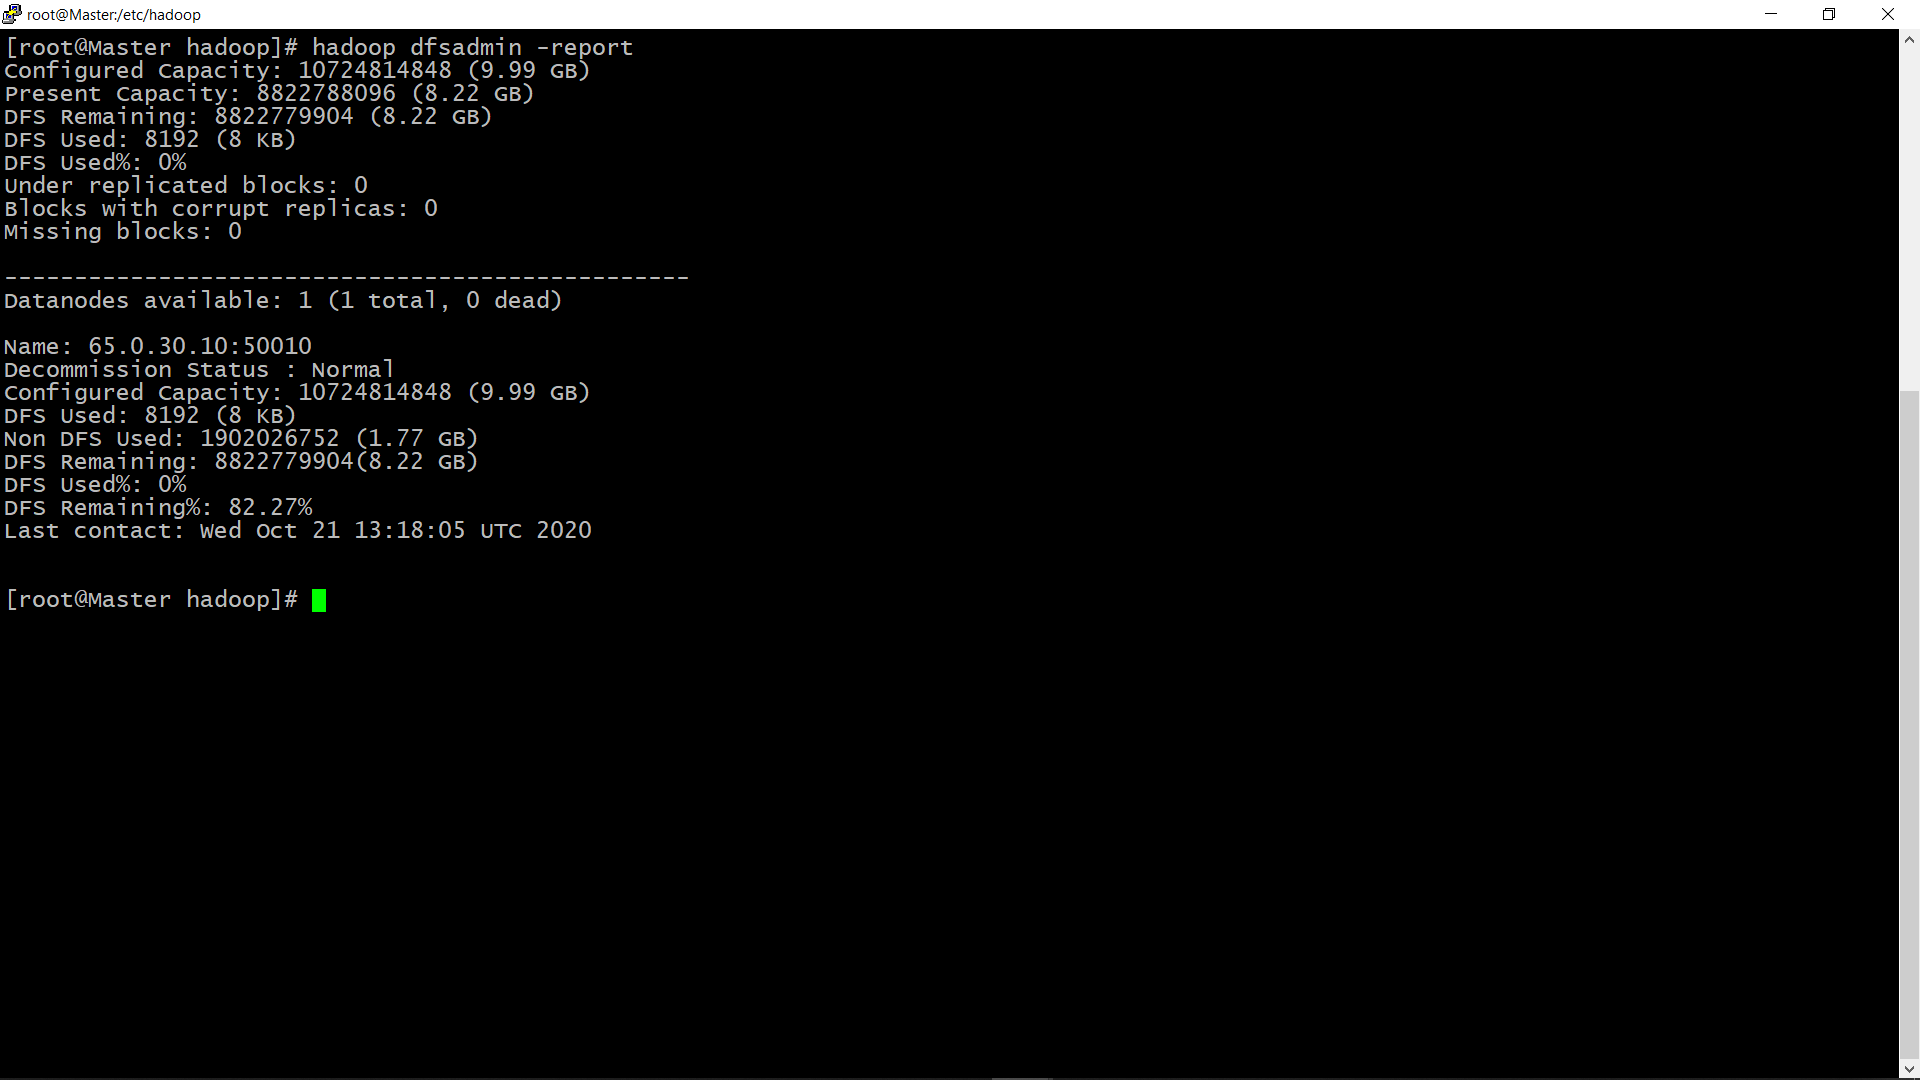 root@Master:/etc/hadoop
[root@Master hadoop]# hadoop dfsadmin -report
Configured Capacity: 10724814848 (9.99 GB)
Present Capacity: 8822788096 (8.22 GB)
DFS Remaining: 8822779904 (8.22 GB)
DFS Used: 8192 (8 KB)
DFS Used%: 0%
Under replicated blocks: 0
Blocks with corrupt replicas: 0
Missing blocks: 0
-------------------------------------------------
Datanodes available: 1 (1 total, 0 dead)
Name: 65.0.30.10:50010
Decommission Status : Normal
Configured Capacity: 10724814848 (9.99 GB)
DFS Used: 8192 (8 KB)
Non DFS Used: 1902026752 (1.77 GB)
DFS Remaining: 8822779904(8.22 GB)
DFS Used%: 0%
DFS Remaining%: 82.27%
Last contact: Wed Oct 21 13:18:05 UTC 2020
[root@Master hadoop]#